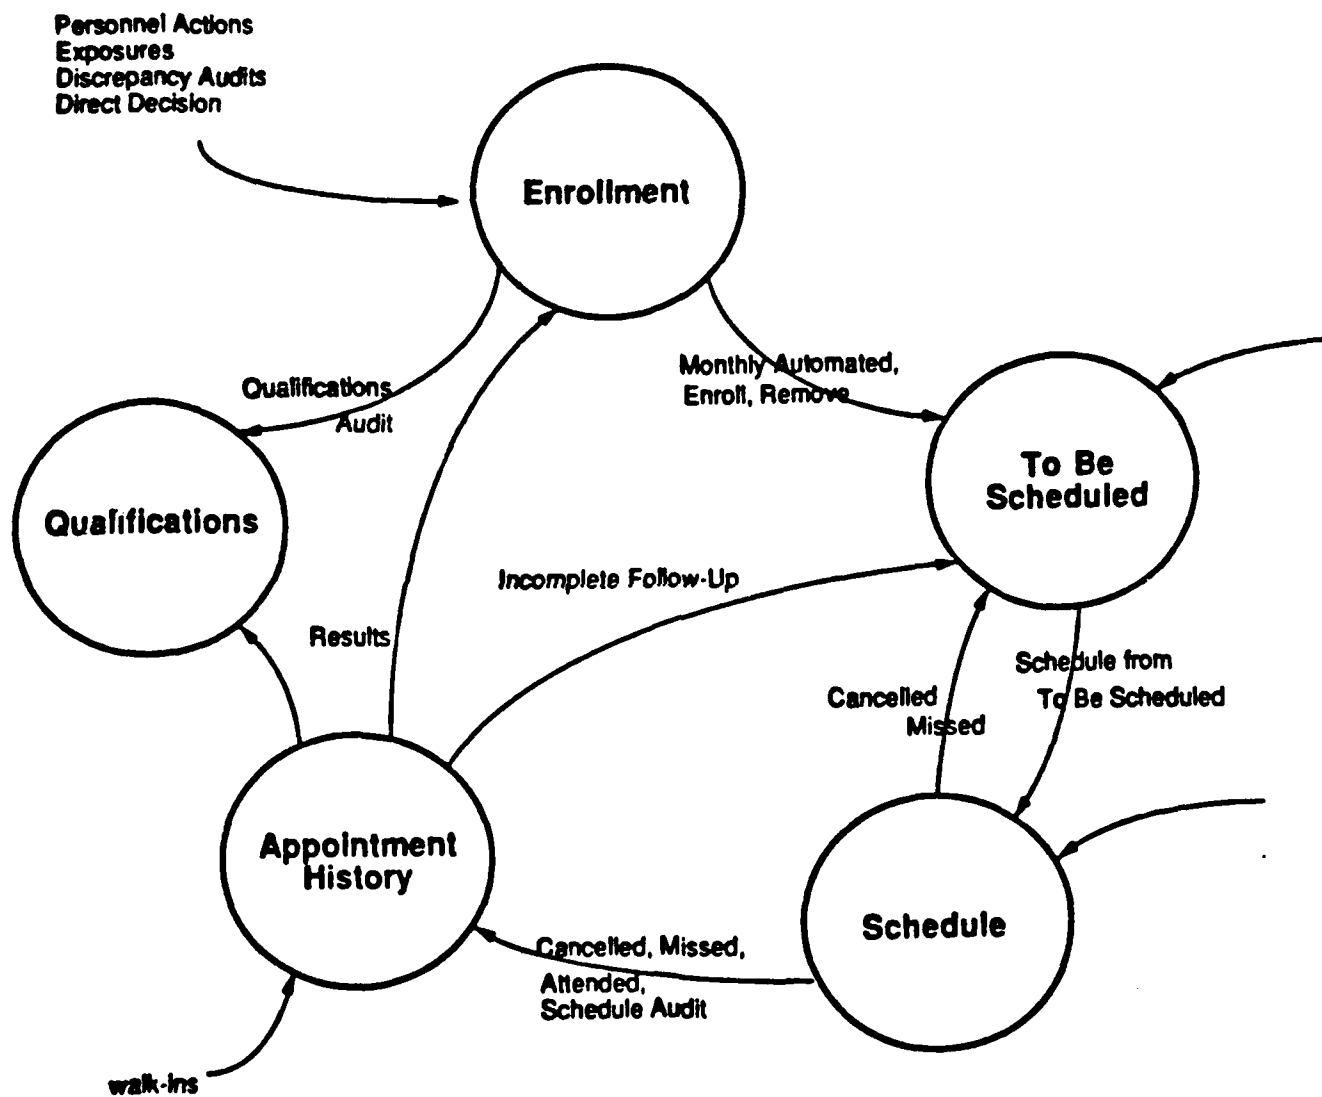 Personnel Actions
Exposures
Discrepancy Audits
Direct Decision
Enrollment
Monthly Automated,
Enroll, Remove
Qualifications
Audit
To Be
Scheduled
Qualifications
Incomplete Follow-Up
Results
Schedule from
To Be Scheduled
Cancelled
Missed
Appointment
History
Schedule
Cancelled, Missed,
Attended,
Schedule Audit
walk-ins